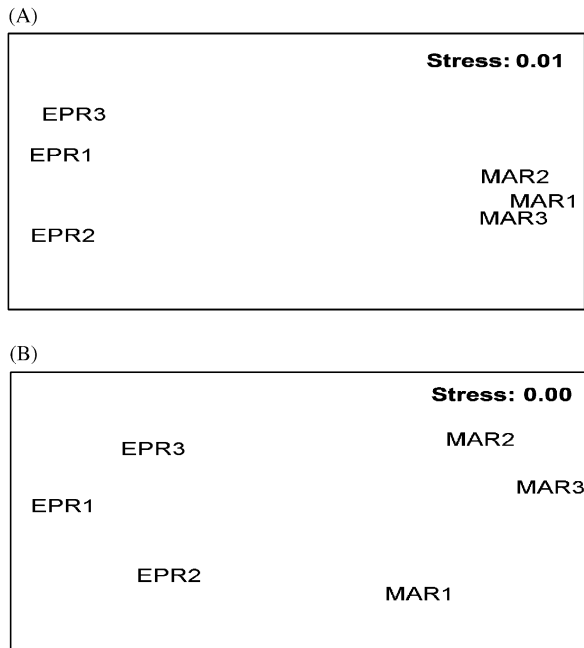 (A)
Stress: 0.01
EPR3
EPR1
MAR2
MAR1
MAR3
EPR2
(B)
Stress: 0.00
MAR2
EPR3
MAR3
EPR1
EPR2
MAR1